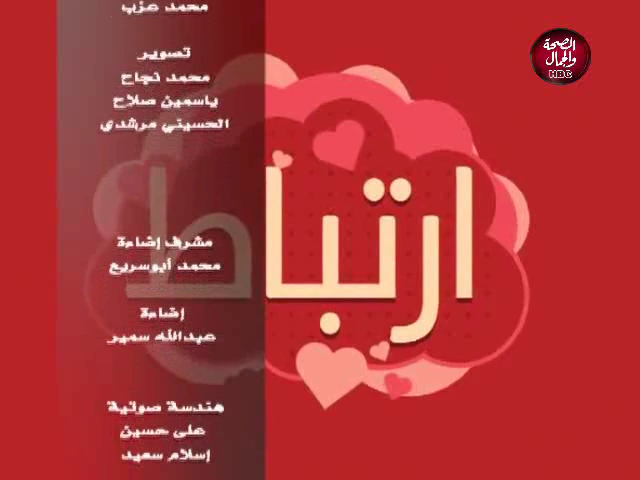 محمد عزب
تصوير
محمد نجاح
ياسمين صلاح
الحسيني مرشدى
مشرف إضاءة
محمد أبوسريع
إضاءة
عبدالله سمير
هندسة صوتية
على حسين
إسلام سعيد
ارتباط
الصحة
والجمال
HBC